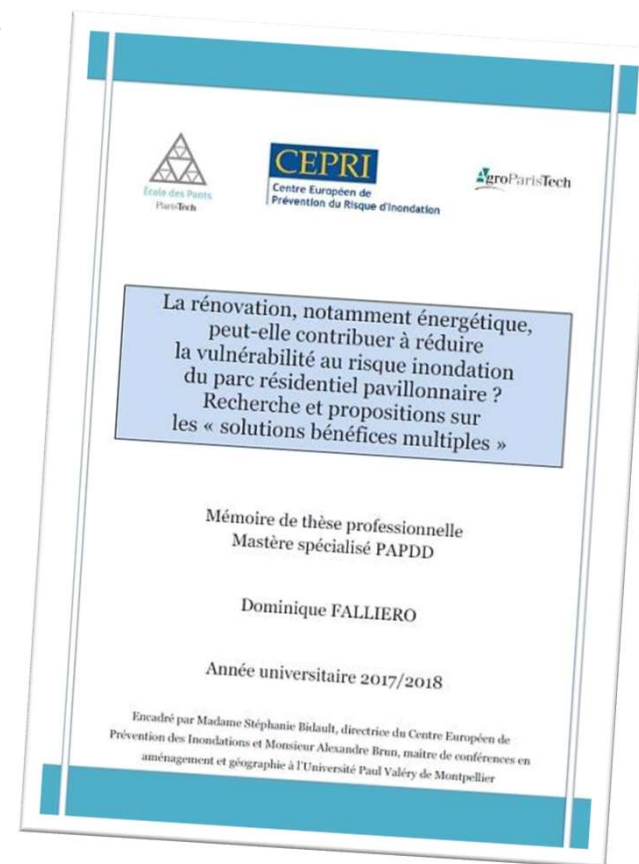 École des Ponts
ParisTech
CEPRI
Centre Européen de
Prévention du Risque d'Inondation
AgroParisTech
La rénovation, notamment énergétique,
peut-elle contribuer à réduire
la vulnérabilité au risque inondation
du parc résidentiel pavillonnaire ?
Recherche et propositions sur
les « solutions bénéfices multiples »
Mémoire de thèse professionnelle
Mastère spécialisé PAPDD
Dominique FALLIERO
Année universitaire 2017/2018
Encadré par Madame Stéphanie Bidault, directrice du Centre Européen de
Prévention des Inondations et Monsieur Alexandre Brun, maitre de conférences en
aménagement et géographie à l'Université Paul Valéry de Montpellier